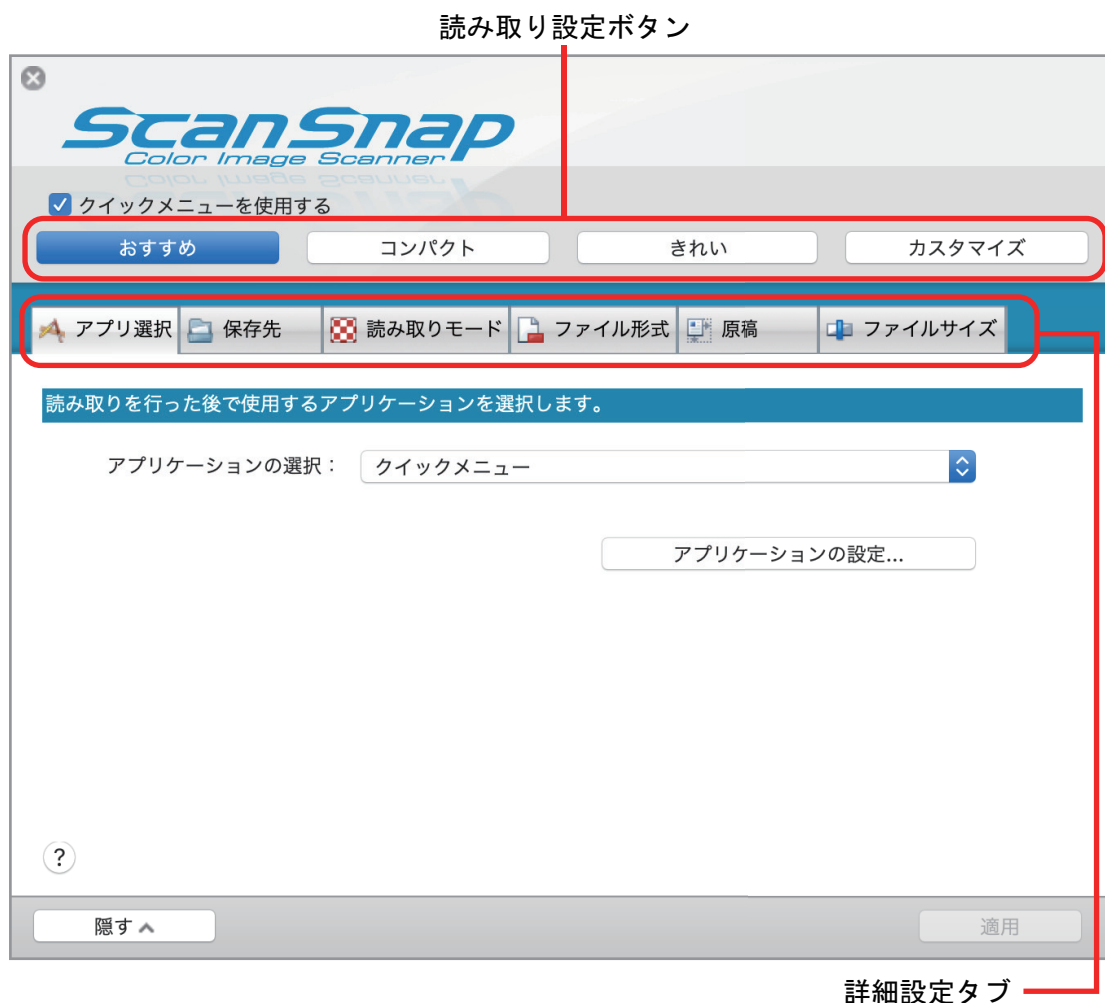 読み取り設定ボタン
ScanSnap
Color Image Scanner
クイックメニューを使用する
おすすめ コンパクト きれい カスタマイズ
アプリ選択 保存先 読み取りモード ファイル形式 原稿 ファイルサイズ
読み取りを行った後で使用するアプリケーションを選択します。
アプリケーションの選択： クイックメニュー
アプリケーションの設定...
?
隠す 適用
詳細設定タブ